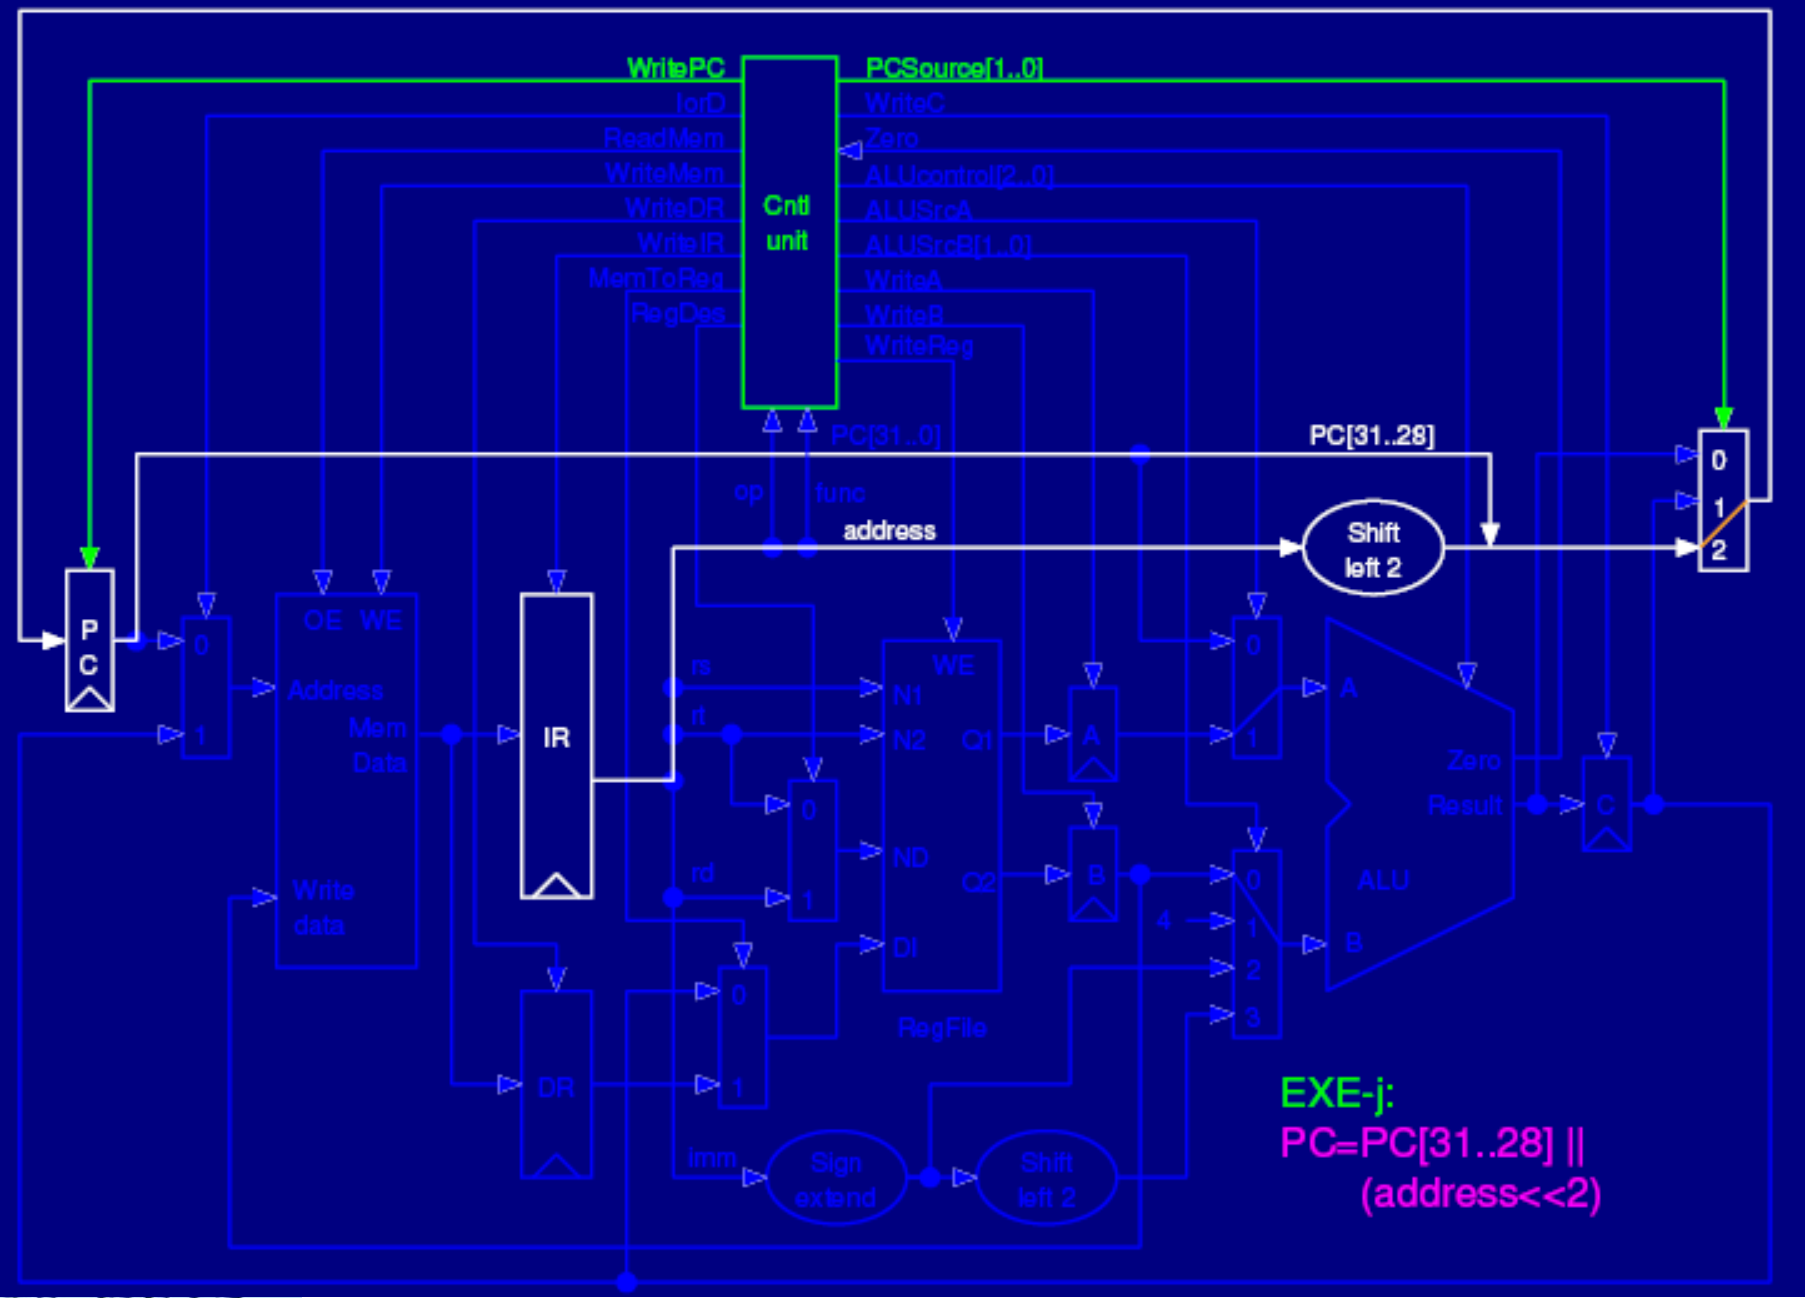 WritePC
PCSource[1..0]
IorD
WriteC
ReadMem
Zero
WriteMem
ALUcontrol[2..0]
WriteDR
ALUSrcA
WriteIR
ALUSrcB[1..0]
MemToReg
WriteA
RegDes
WriteB
WriteReg
Cntl
unit
PC[31..0]
PC[31..28]
op
func
address
Shift
left 2
0
1
2
P
C
0
1
OE
WE
Address
Mem
Data
Write
data
IR
rs
rt
rd
imm
0
1
WE
N1
N2
ND
DI
Q1
Q2
RegFile
A
B
0
1
4
0
1
2
3
A
B
ALU
Zero
Result
C
DR
0
1
Sign
extend
Shift
left 2
EXE-j:
PC=PC[31..28] ||
(address<<2)